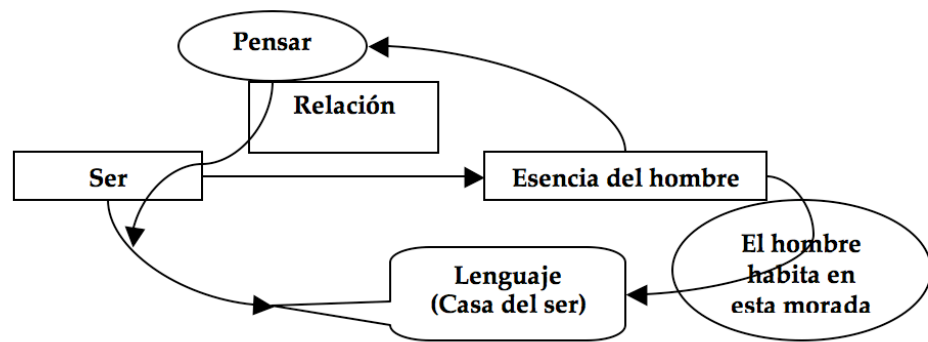 Pensar
Relación
Ser
Esencia del hombre
El hombre
habita en
esta morada
Lenguaje
(Casa del ser)